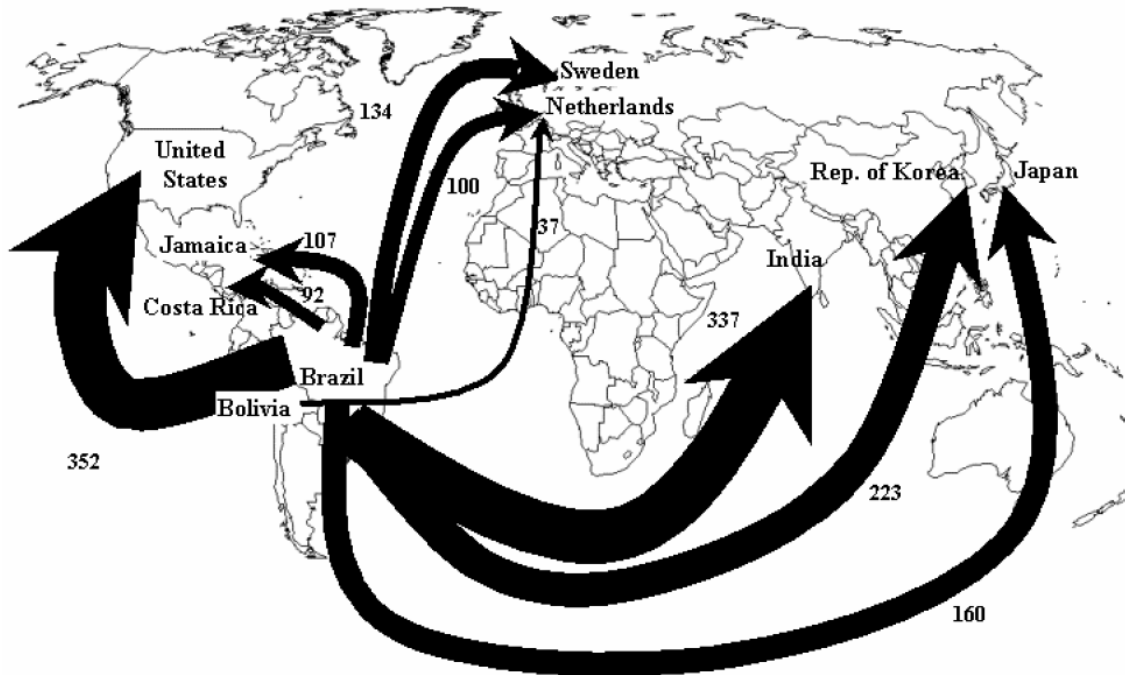 Sweden
Netherlands
134
United
States
Rep. of Korea
Japan
100
37
Jamaica
107
India
Costa Rica
92
337
Brazil
Bolivia
352
223
160